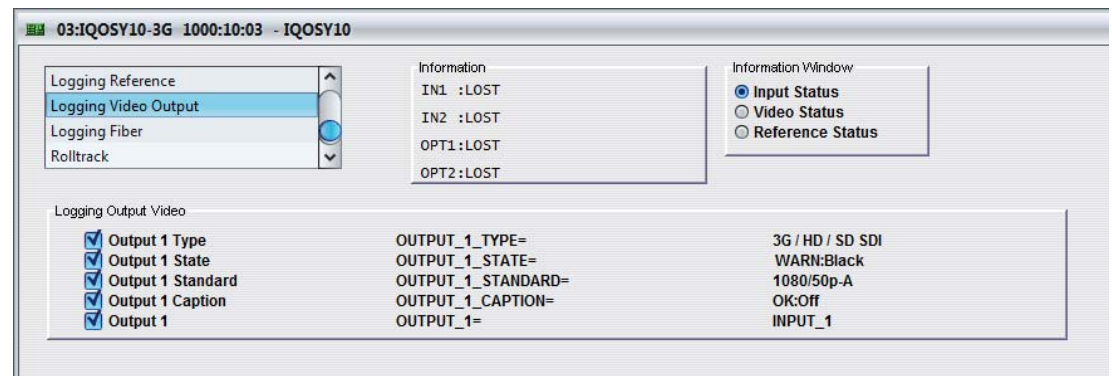 03:IQOSY10-3G 1000:10:03 - IQOSY10
Logging Reference
Logging Video Output
Logging Fiber
Rolltrack
Information
IN1 :LOST
IN2 :LOST
OPT1:LOST
OPT2:LOST
Information Window
Input Status
Video Status
Reference Status
Logging Output Video
Output 1 Type OUTPUT_1_TYPE= 3G / HD / SD SDI
Output 1 State OUTPUT_1_STATE= WARN:Black
Output 1 Standard OUTPUT_1_STANDARD= 1080/50p-A
Output 1 Caption OUTPUT_1_CAPTION= OK:Off
Output 1 OUTPUT_1= INPUT_1